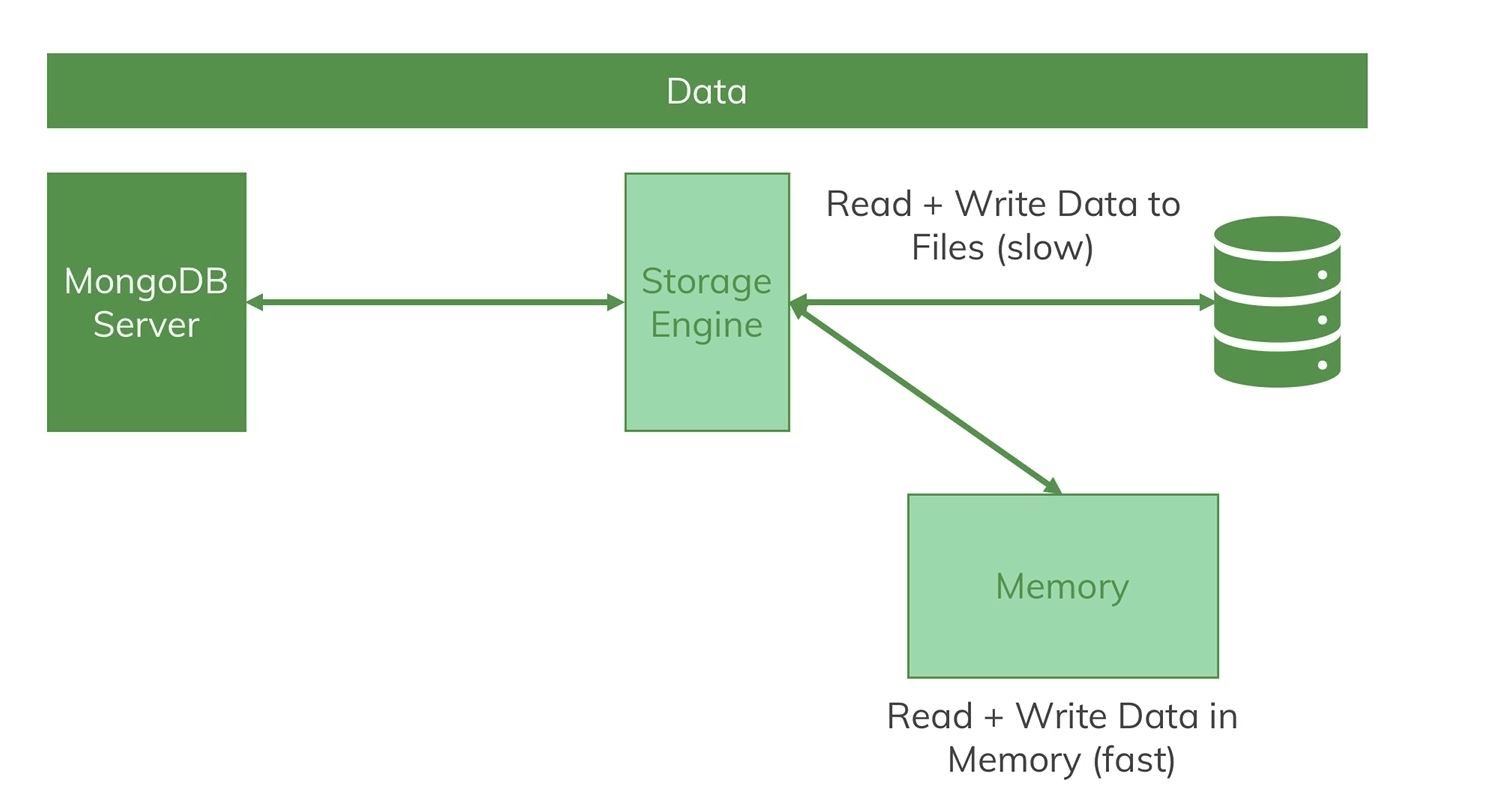 Data
MongoDB
Server
Storage
Engine
Read + Write Data to
Files (slow)
Memory
Read + Write Data in
Memory (fast)